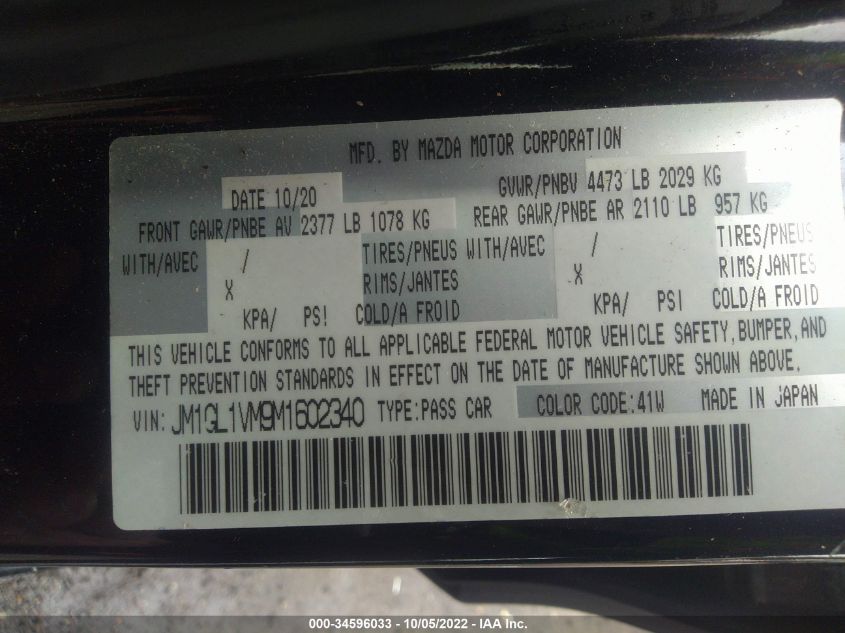 MFD. BY MAZDA MOTOR CORPORATION
DATE 10/20 GVWR/PNBV 4473 LB 2029 KG
FRONT GAWR/PNBE AV 2377 LB 1078 KG REAR GAWR/PNBE AR 2110 LB 957 KG
WITH/AVEC / TIRES/PNEUS WITH/AVEC / TIRES/PNEUS
X RIMS/JANTES X RIMS/JANTES
KPA/ PSI COLD/A FROID KPA/ PSI COLD/A FROID
THIS VEHICLE CONFORMS TO ALL APPLICABLE FEDERAL MOTOR VEHICLE SAFETY, BUMPER, AND
THEFT PREVENTION STANDARDS IN EFFECT ON THE DATE OF MANUFACTURE SHOWN ABOVE.
VIN: JM1GL1VM9M1602340 TYPE:PASS CAR COLOR CODE:41W MADE IN JAPAN
000-34596033 - 10/05/2022 - IAA Inc.